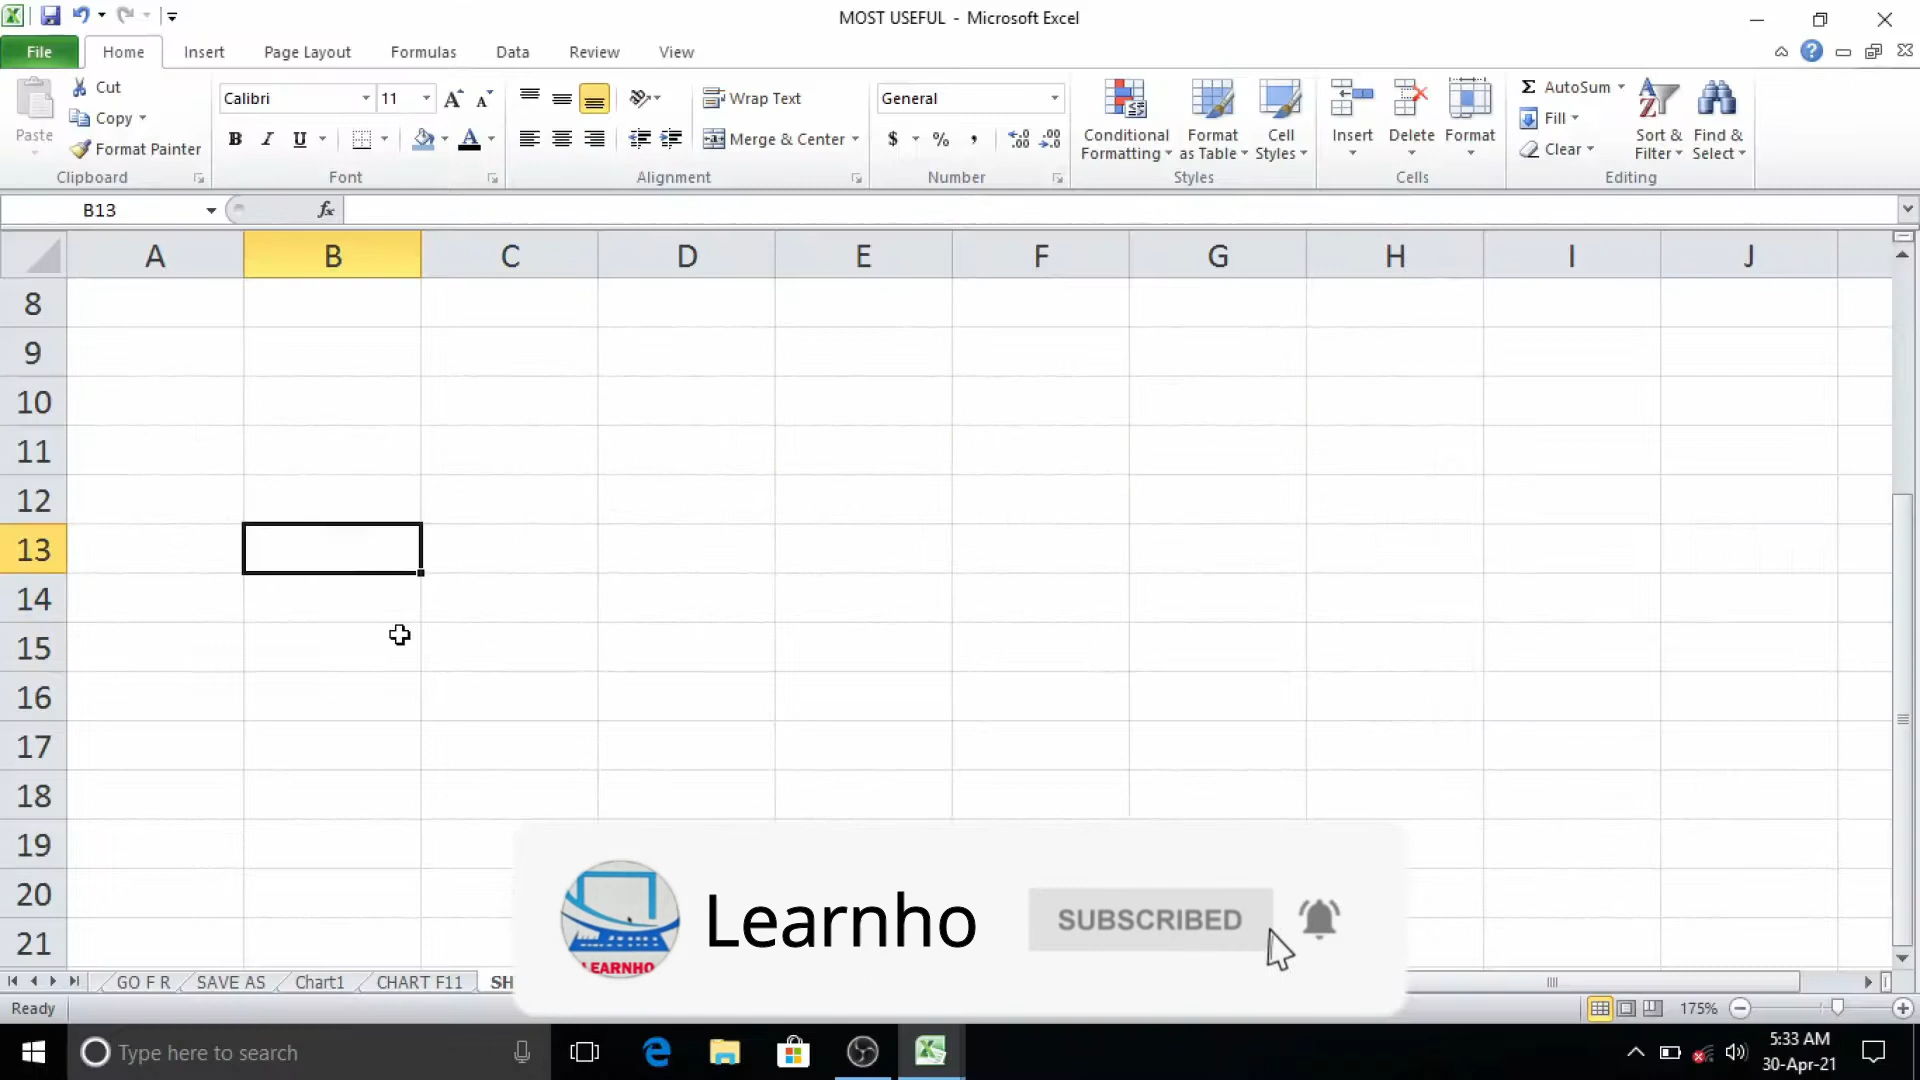 MOST USEFUL - Microsoft Excel
File Home Insert Page Layout Formulas Data Review View
Paste
Cut
Copy
Format Painter
Clipboard
Calibri 11
B I U
Font
Wrap Text
Merge & Center
Alignment
General
$ % ,
Number
Conditional Formatting
Format as Table
Cell Styles
Styles
Insert Delete Format
Cells
AutoSum
Fill
Clear
Sort & Filter
Find & Select
Editing
B13
fx
A B C D E F G H I J
8
9
10
11
12
13
14
15
16
17
18
19
20
21
LEARNHO
Learnho
SUBSCRIBED
GO F R SAVE AS Chart1 CHART F11 SH
Ready
175%
Type here to search
5:33 AM
30-Apr-21